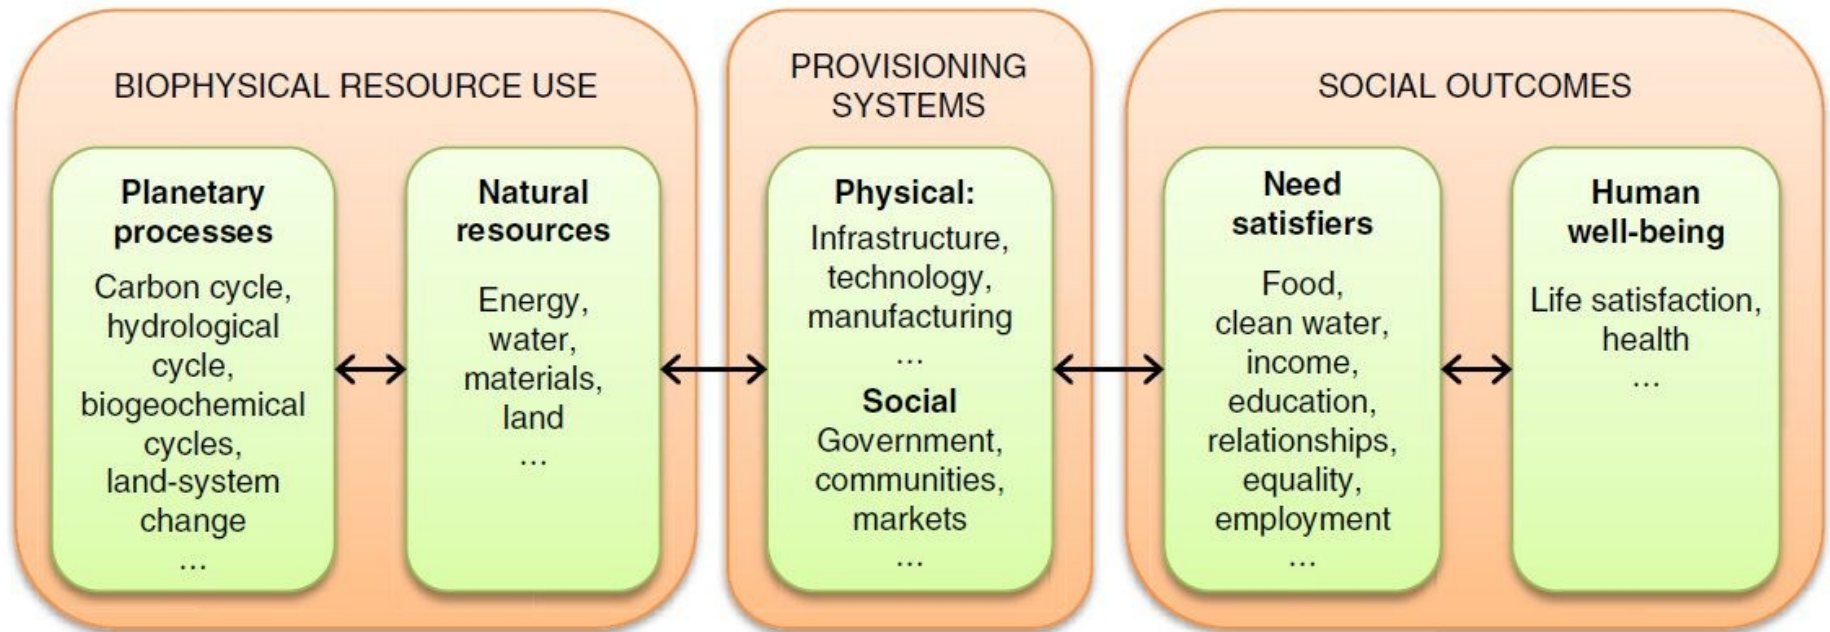 BIOPHYSICAL RESOURCE USE
Planetary
processes
Carbon cycle,
hydrological
cycle,
biogeochemical
cycles,
land-system
change
...
Natural
resources
Energy,
water,
materials,
land
...
PROVISIONING
SYSTEMS
Physical:
Infrastructure,
technology,
manufacturing
...
Social
Government,
communities,
markets
...
SOCIAL OUTCOMES
Need
satisfiers
Food,
clean water,
income,
education,
relationships,
equality,
employment
...
Human
well-being
Life satisfaction,
health
...